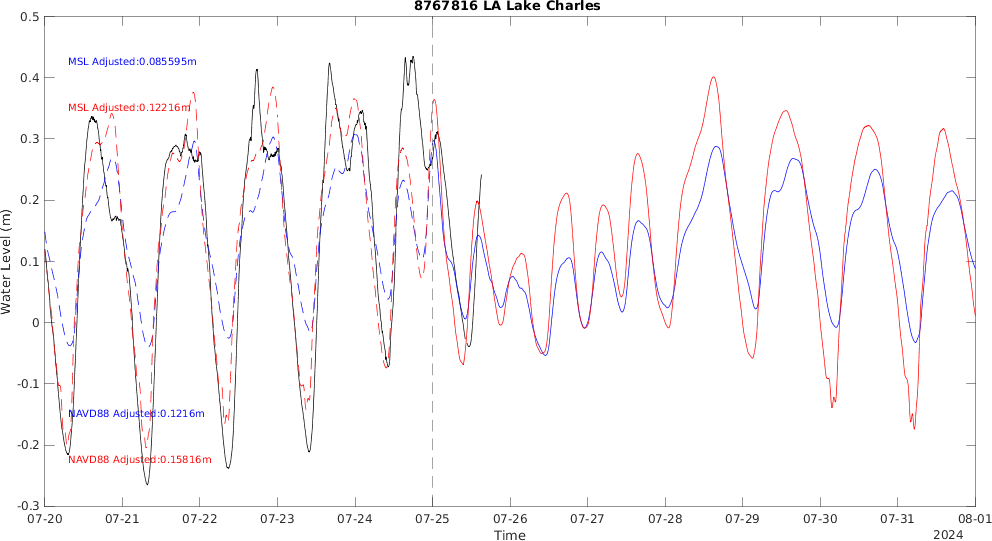 8767816 LA Lake Charles
0.5
MSL Adjusted:0.085595m
0.4
MSL Adjusted:0.12216m
0.3
0.2
Water Level (m)
0.1
0
-0.1
NAVD88 Adjusted:0.1216m
-0.2
NAVD88 Adjusted:0.15816m
-0.3
07-20 07-21 07-22 07-23 07-24 07-25 07-26 07-27 07-28 07-29 07-30 07-31 08-01
Time
2024